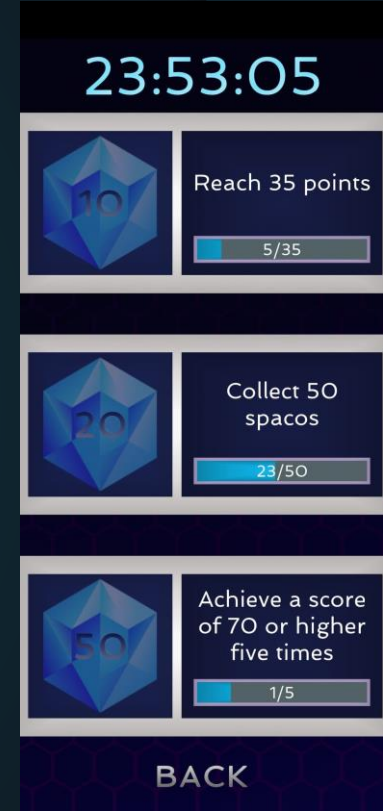 23:53:05
10
Reach 35 points
5/35
20
Collect 50
spacos
23/50
50
Achieve a score
of 70 or higher
five times
1/5
BACK